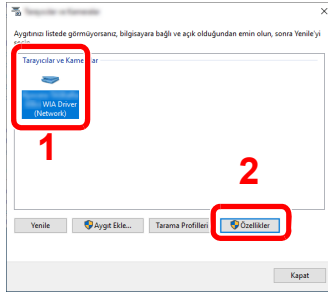 Aygıtınızı listede görmüyorsanız, bilgisayara bağlı ve açık olduğundan emin olun, sonra Yenile'yi
seçin.
Tarayıcılar ve Kameralar
WIA Driver
(Network)
1
2
Yenile
Aygıt Ekle...
Tarama Profilleri
Özellikler
Kapat